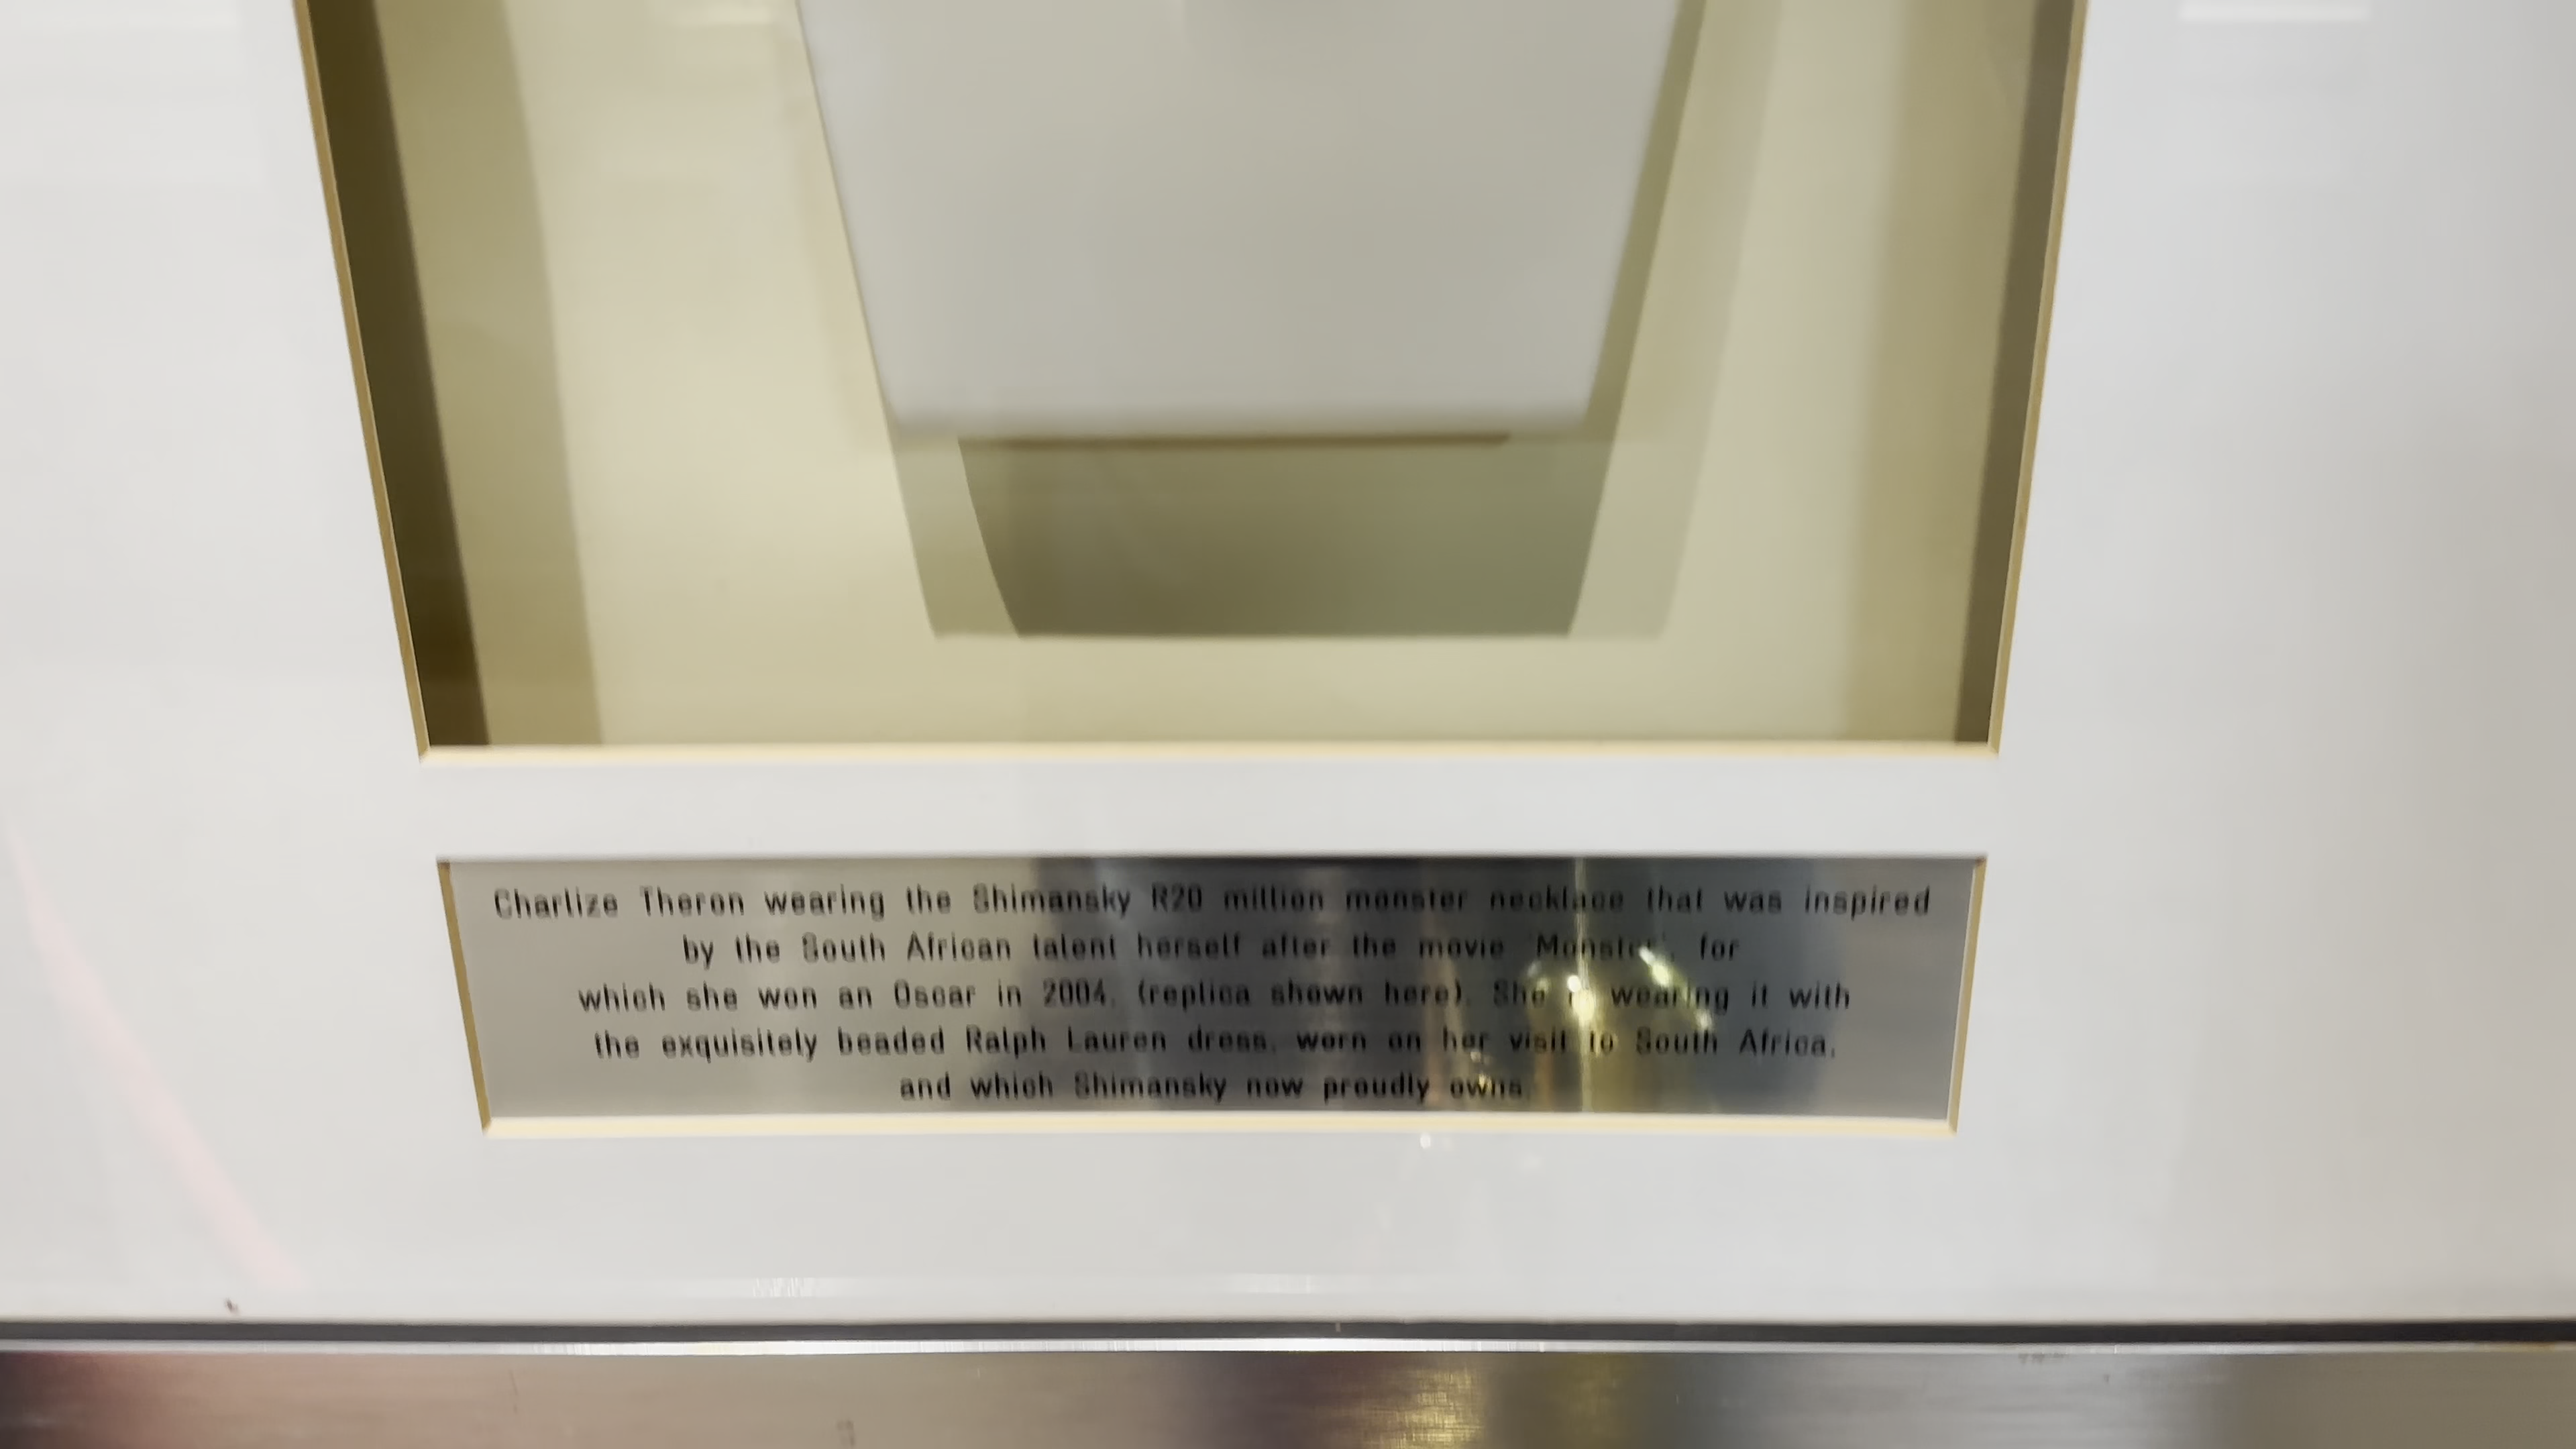 Charlize Theron wearing the Shimansky R20 million monster necklace that was inspired
by the South African talent herself after the movie 'Monster', for
which she won an Oscar in 2004, (replica shown here). She is wearing it with
the exquisitely beaded Ralph Lauren dress, worn on her visit to South Africa,
and which Shimansky now proudly owns.